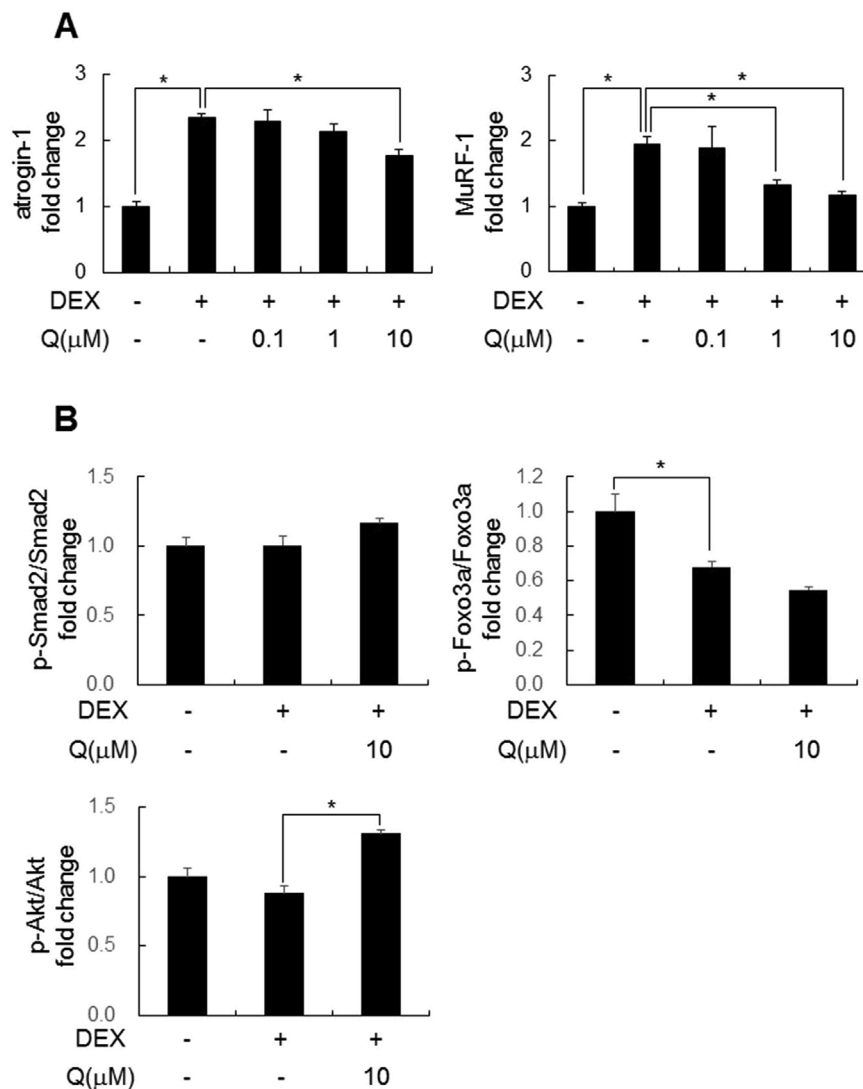 A
atrogin-1
fold change
3
2
1
0
*
*
DEX - + + + +
Q(μM) - - 0.1 1 10
MuRF-1
fold change
3
2
1
0
*
*
*
DEX - + + + +
Q(μM) - - 0.1 1 10
B
p-Smad2/Smad2
fold change
1.5
1.0
0.5
0.0
DEX - + +
Q(μM) - - 10
p-Foxo3a/Foxo3a
fold change
1.2
1.0
0.8
0.6
0.4
0.2
0.0
*
DEX - + +
Q(μM) - - 10
p-Akt/Akt
fold change
1.5
1.0
0.5
0.0
*
DEX - + +
Q(μM) - - 10